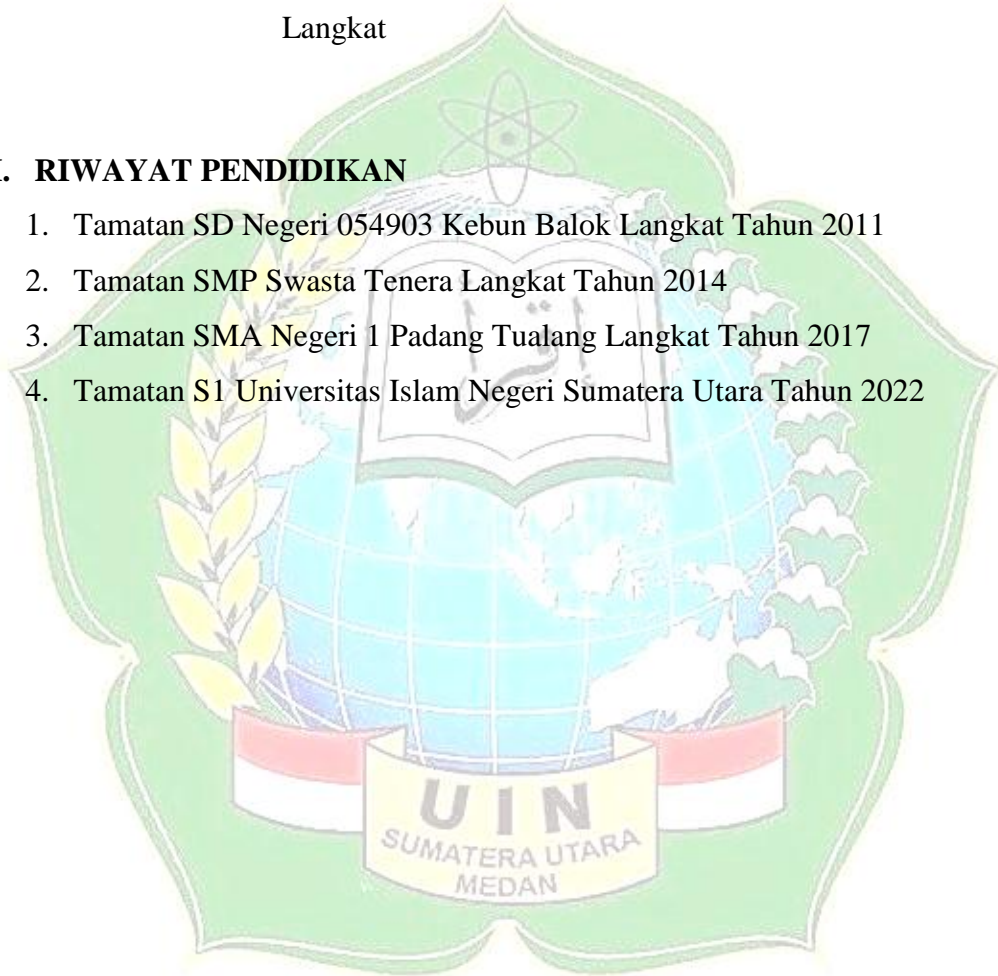 Langkat
. RIWAYAT PENDIDIKAN
1. Tamatan SD Negeri 054903 Kebun Balok Langkat Tahun 2011
2. Tamatan SMP Swasta Tenera Langkat Tahun 2014
3. Tamatan SMA Negeri 1 Padang Tualang Langkat Tahun 2017
4. Tamatan S1 Universitas Islam Negeri Sumatera Utara Tahun 2022
إقرأ
UIN
SUMATERA UTARA
MEDAN